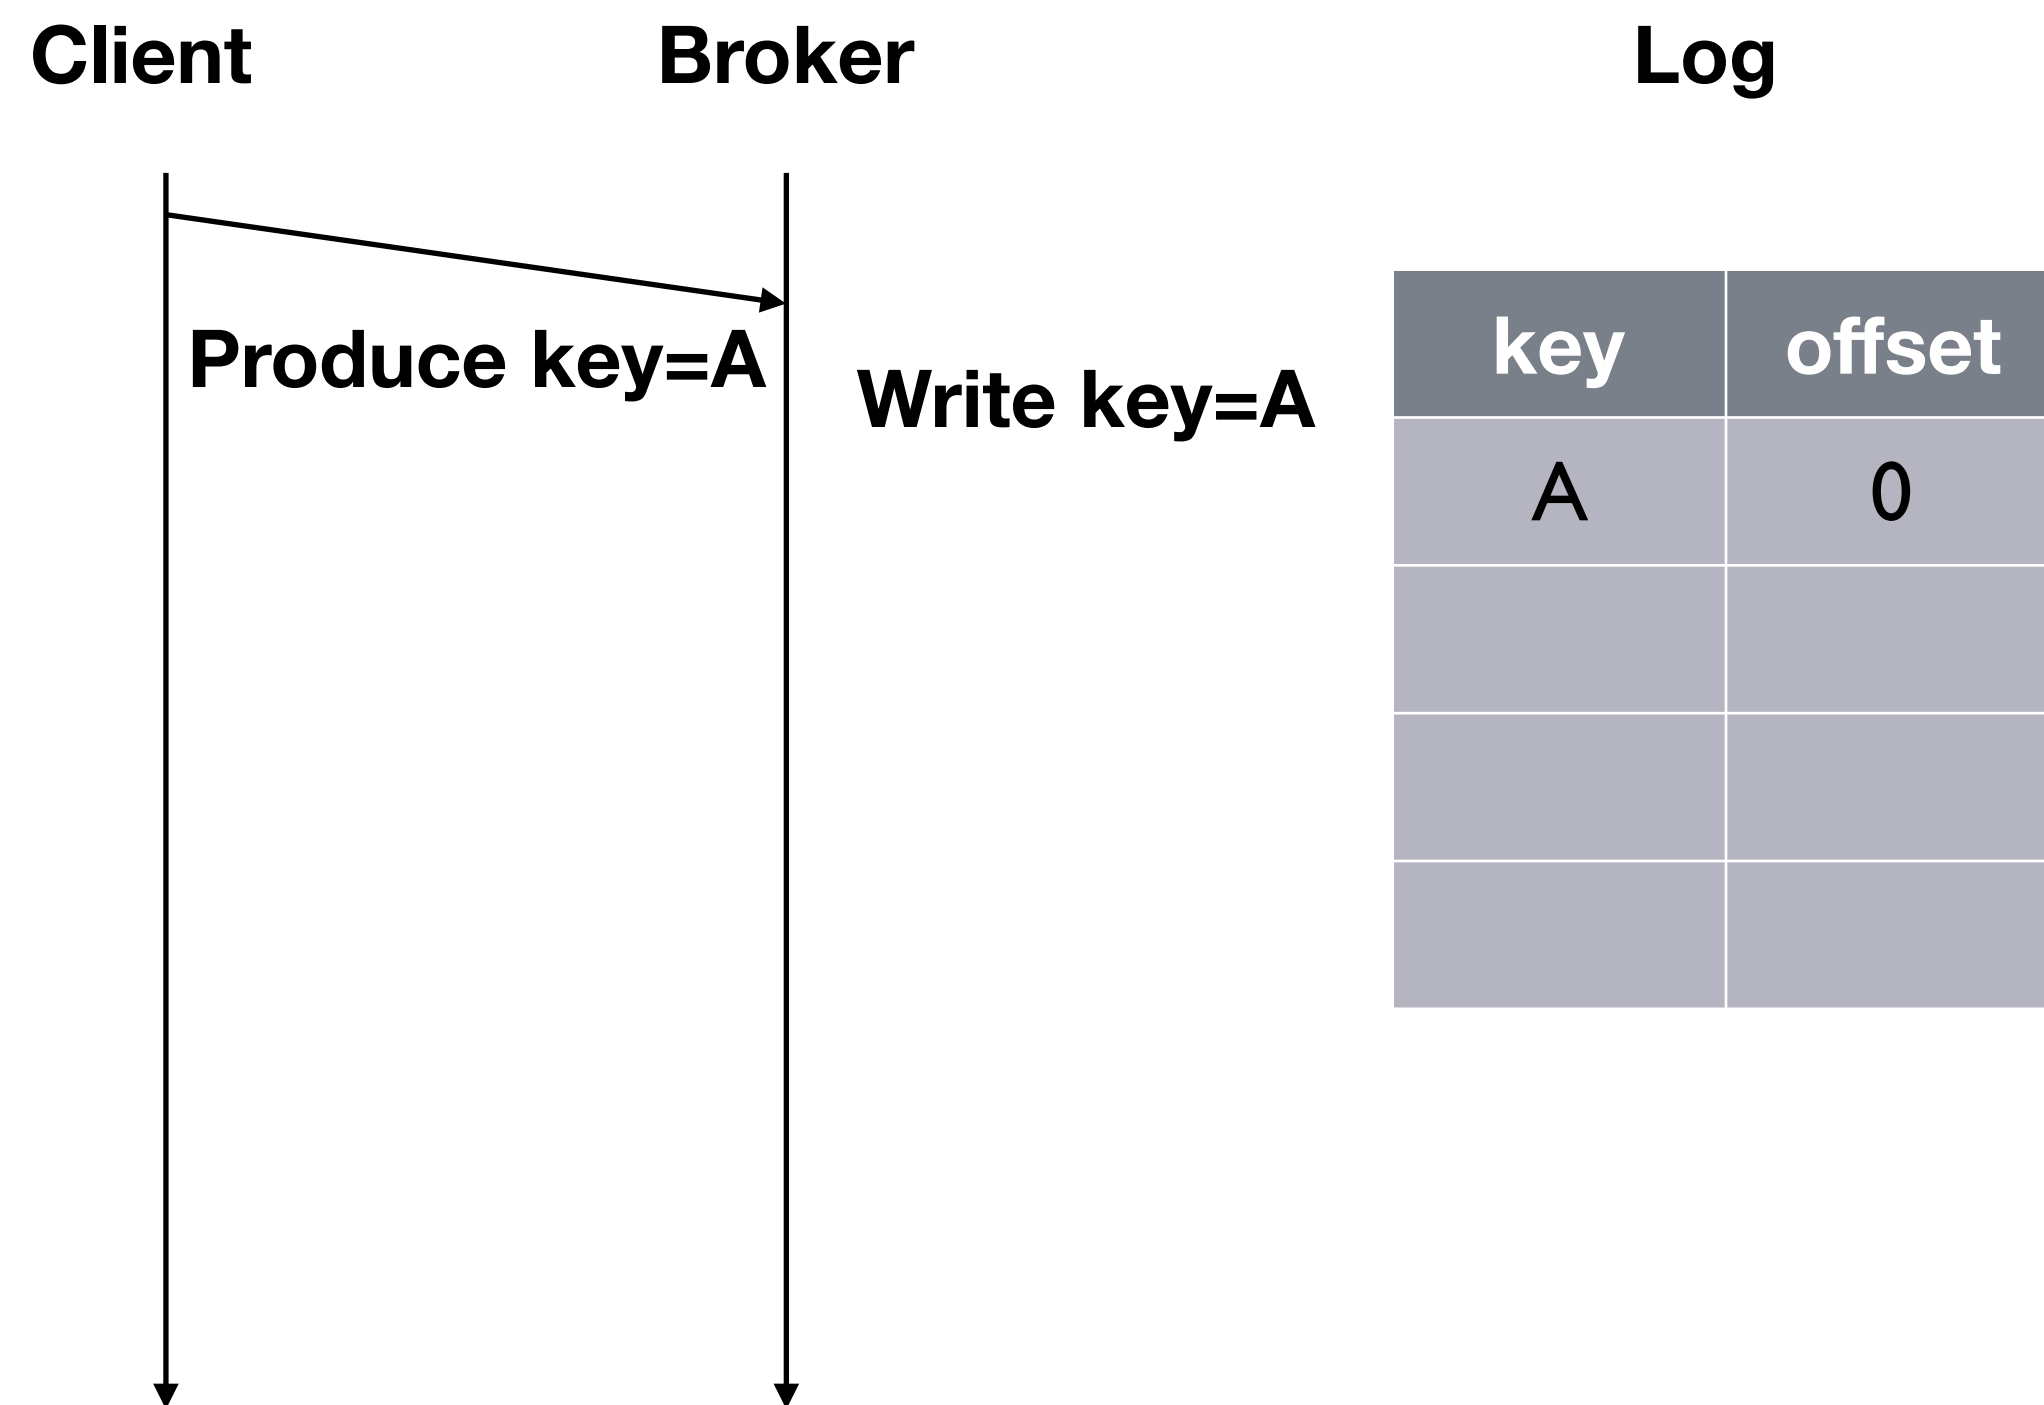 Client Broker Log
Produce key=A
Write key=A
key offset
A 0